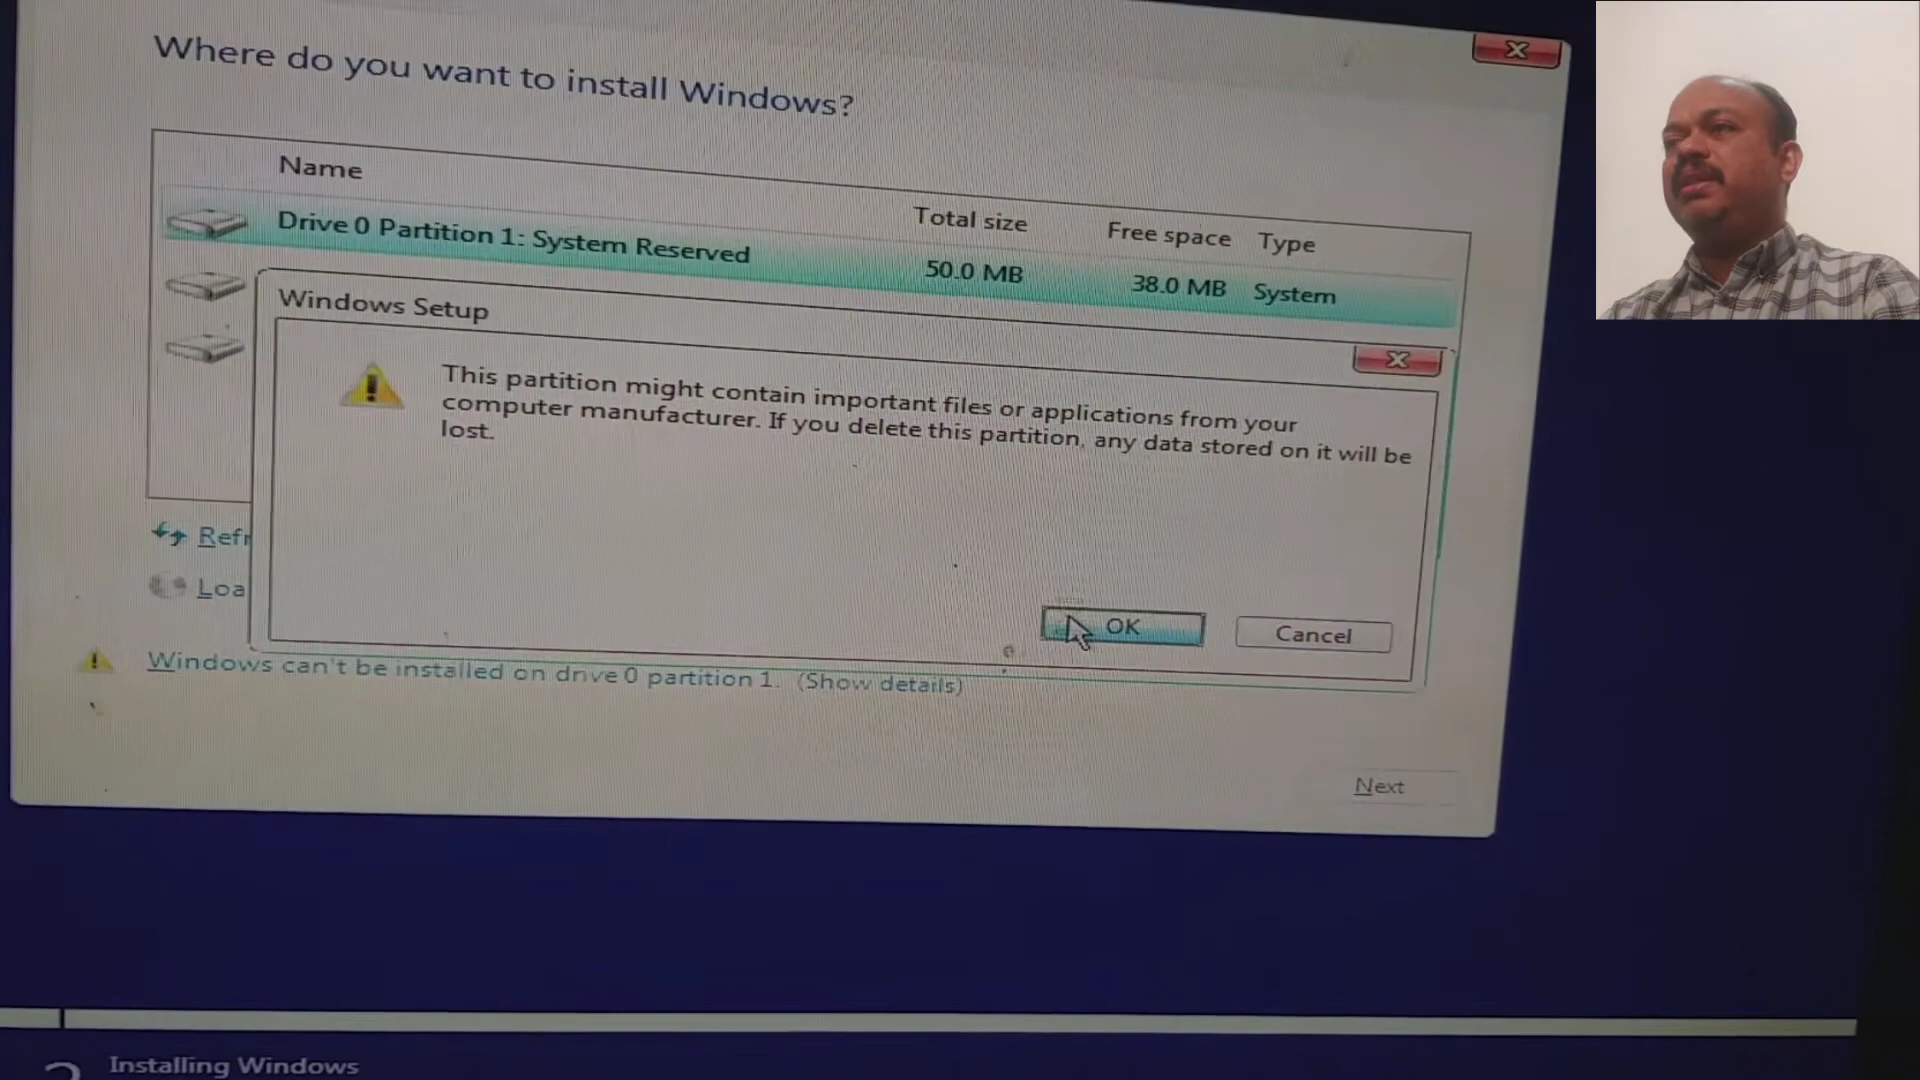 Where do you want to install Windows?
Name
Total size
Free space
Type
Drive 0 Partition 1: System Reserved
50.0 MB
38.0 MB
System
Windows Setup
This partition might contain important files or applications from your
computer manufacturer. If you delete this partition, any data stored on it will be
lost.
OK
Cancel
Refr
Loa
Windows can't be installed on drive 0 partition 1. (Show details)
Next
Installing Windows